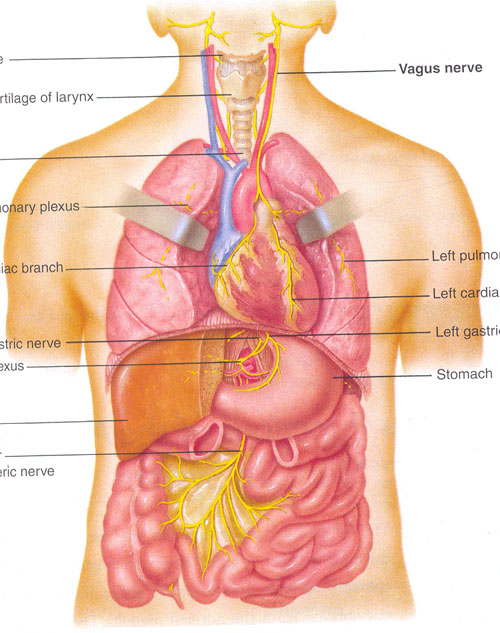 e
Vagus nerve
rtilage of larynx
onary plexus
Left pulmo
iac branch
Left cardia
Left gastri
stric nerve
exus
Stomach
eric nerve